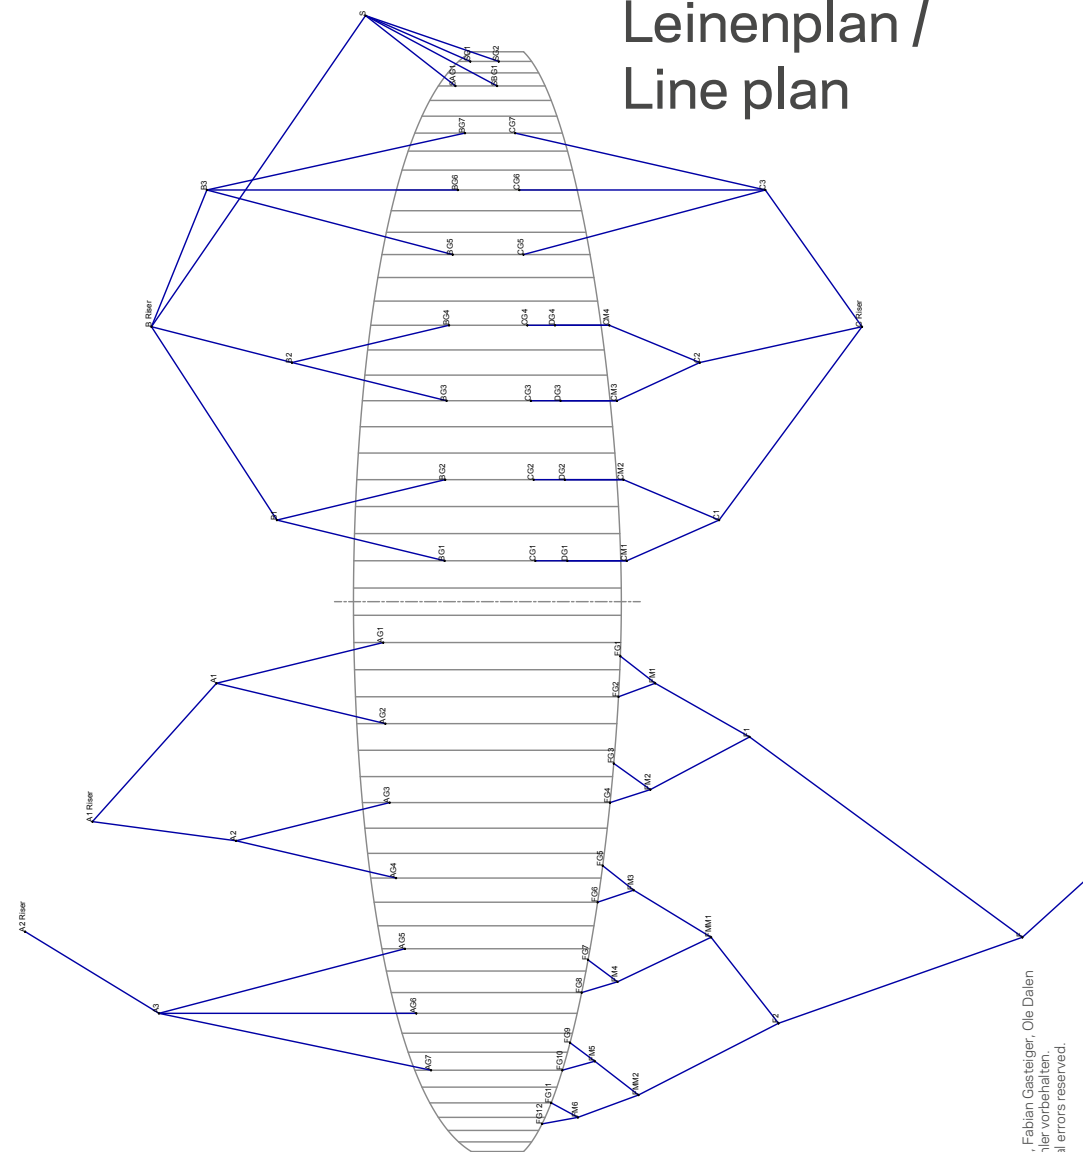 Leinenplan /
Line plan
S
SG1
SG2
SAG1
SBG1
BG7
CG7
B3
BG6
CG6
C3
BG5
CG5
B Riser
BG4
CG4
DG4
CM4
C Riser
B2
C2
BG3
CG3
DG3
CM3
BG2
CG2
DG2
CM2
B1
C1
BG1
CG1
DG1
CM1
AG1
FG1
A1
FM1
FG2
AG2
F1
FG3
FM2
A1 Riser
AG3
FG4
A2
FG5
AG4
FM3
FG6
A2 Riser
FMM1
F
AG5
FG7
FM4
FG8
A3
AG6
F2
FG9
FM5
AG7
FG10
FMM2
FG11
FM6
FG12
, Fabian Gasteiger, Ole Dalen
hler vorbehalten.
al errors reserved.